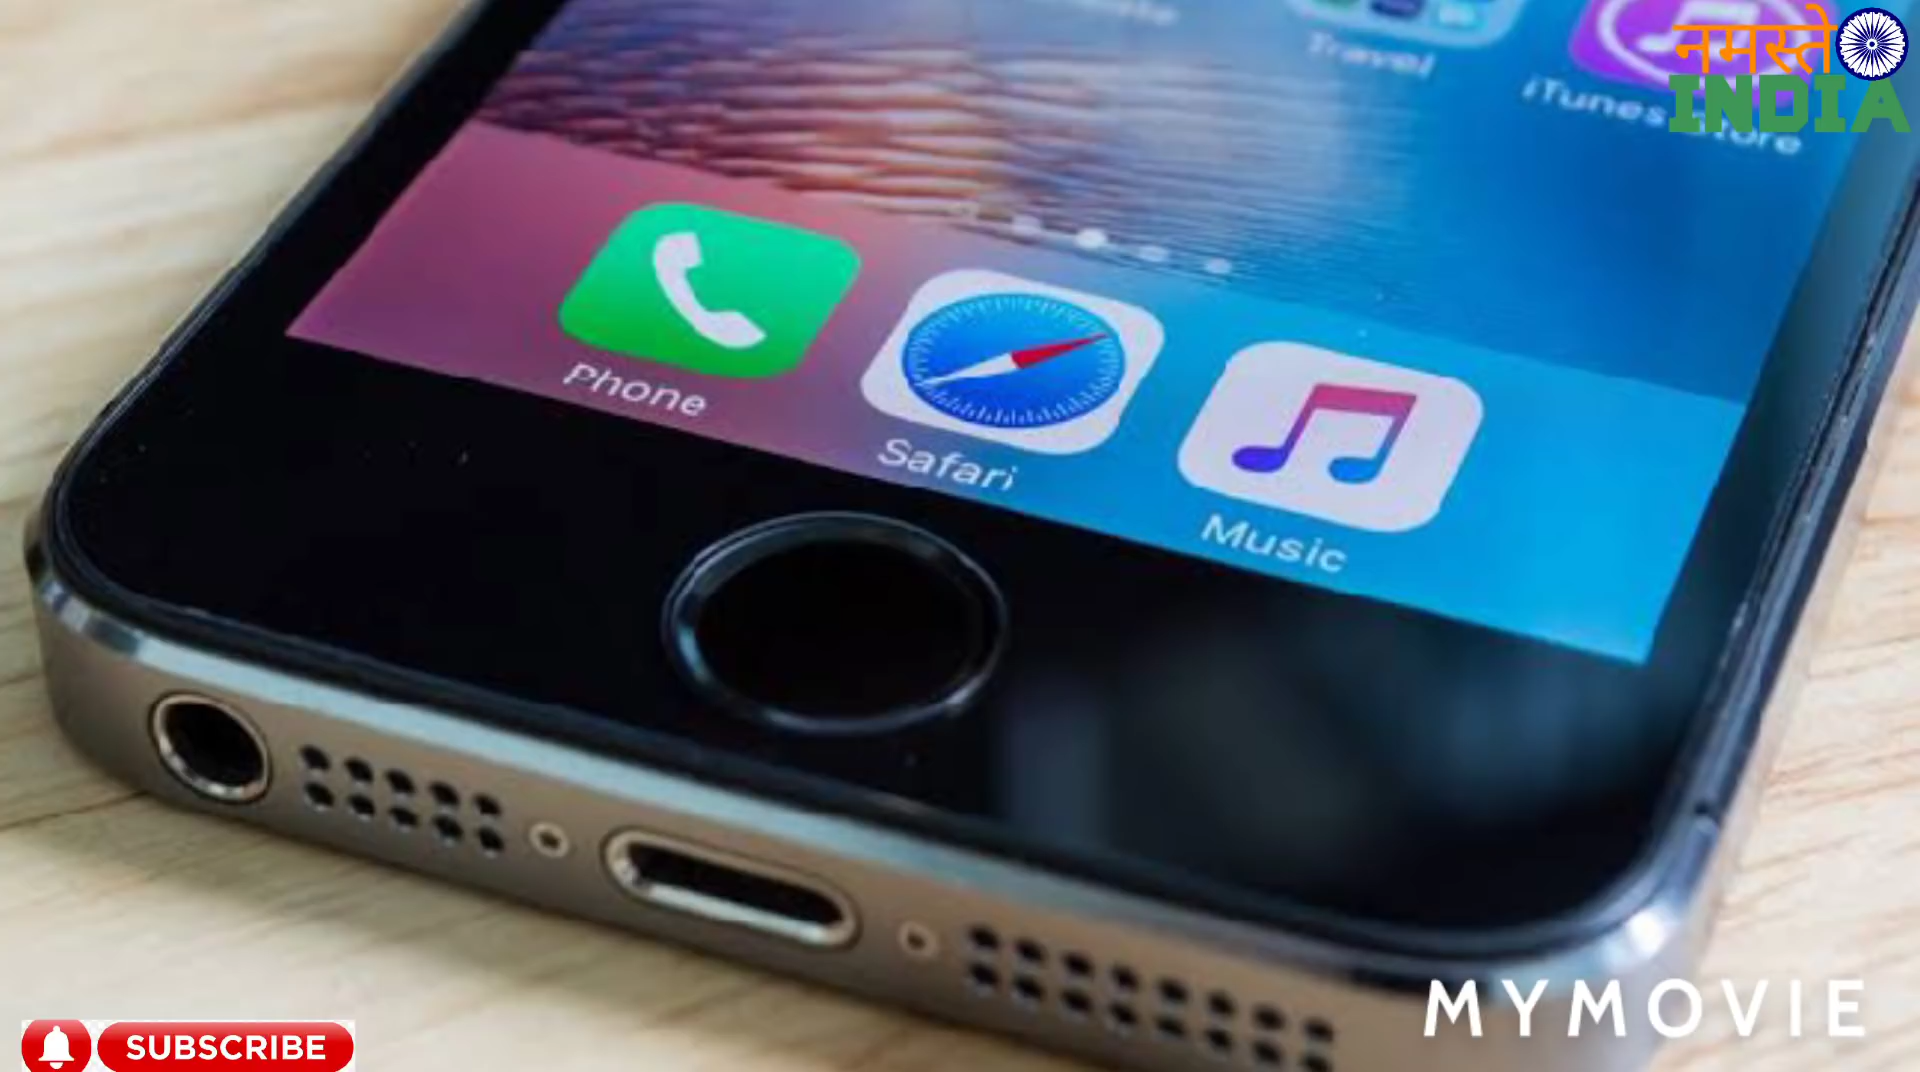 Travel
iTunes Store
नमस्ते
INDIA
Phone
Safari
Music
MYMOVIE
SUBSCRIBE